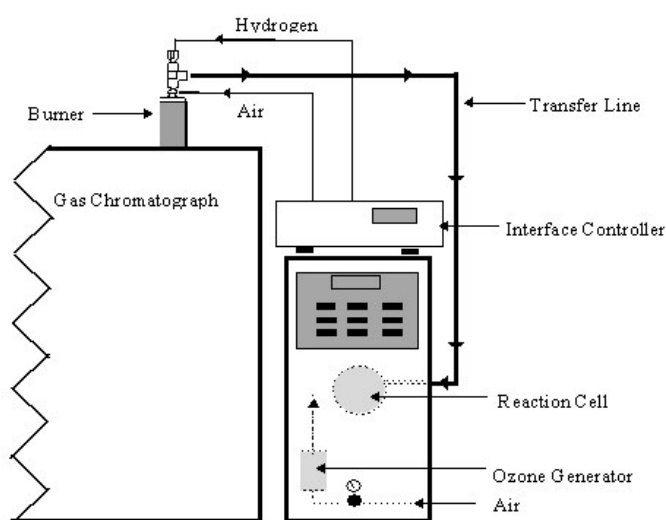 Hydrogen
Transfer Line
Burner
Air
Gas Chromatograph
Interface Controller
Reaction Cell
Ozone Generator
Air